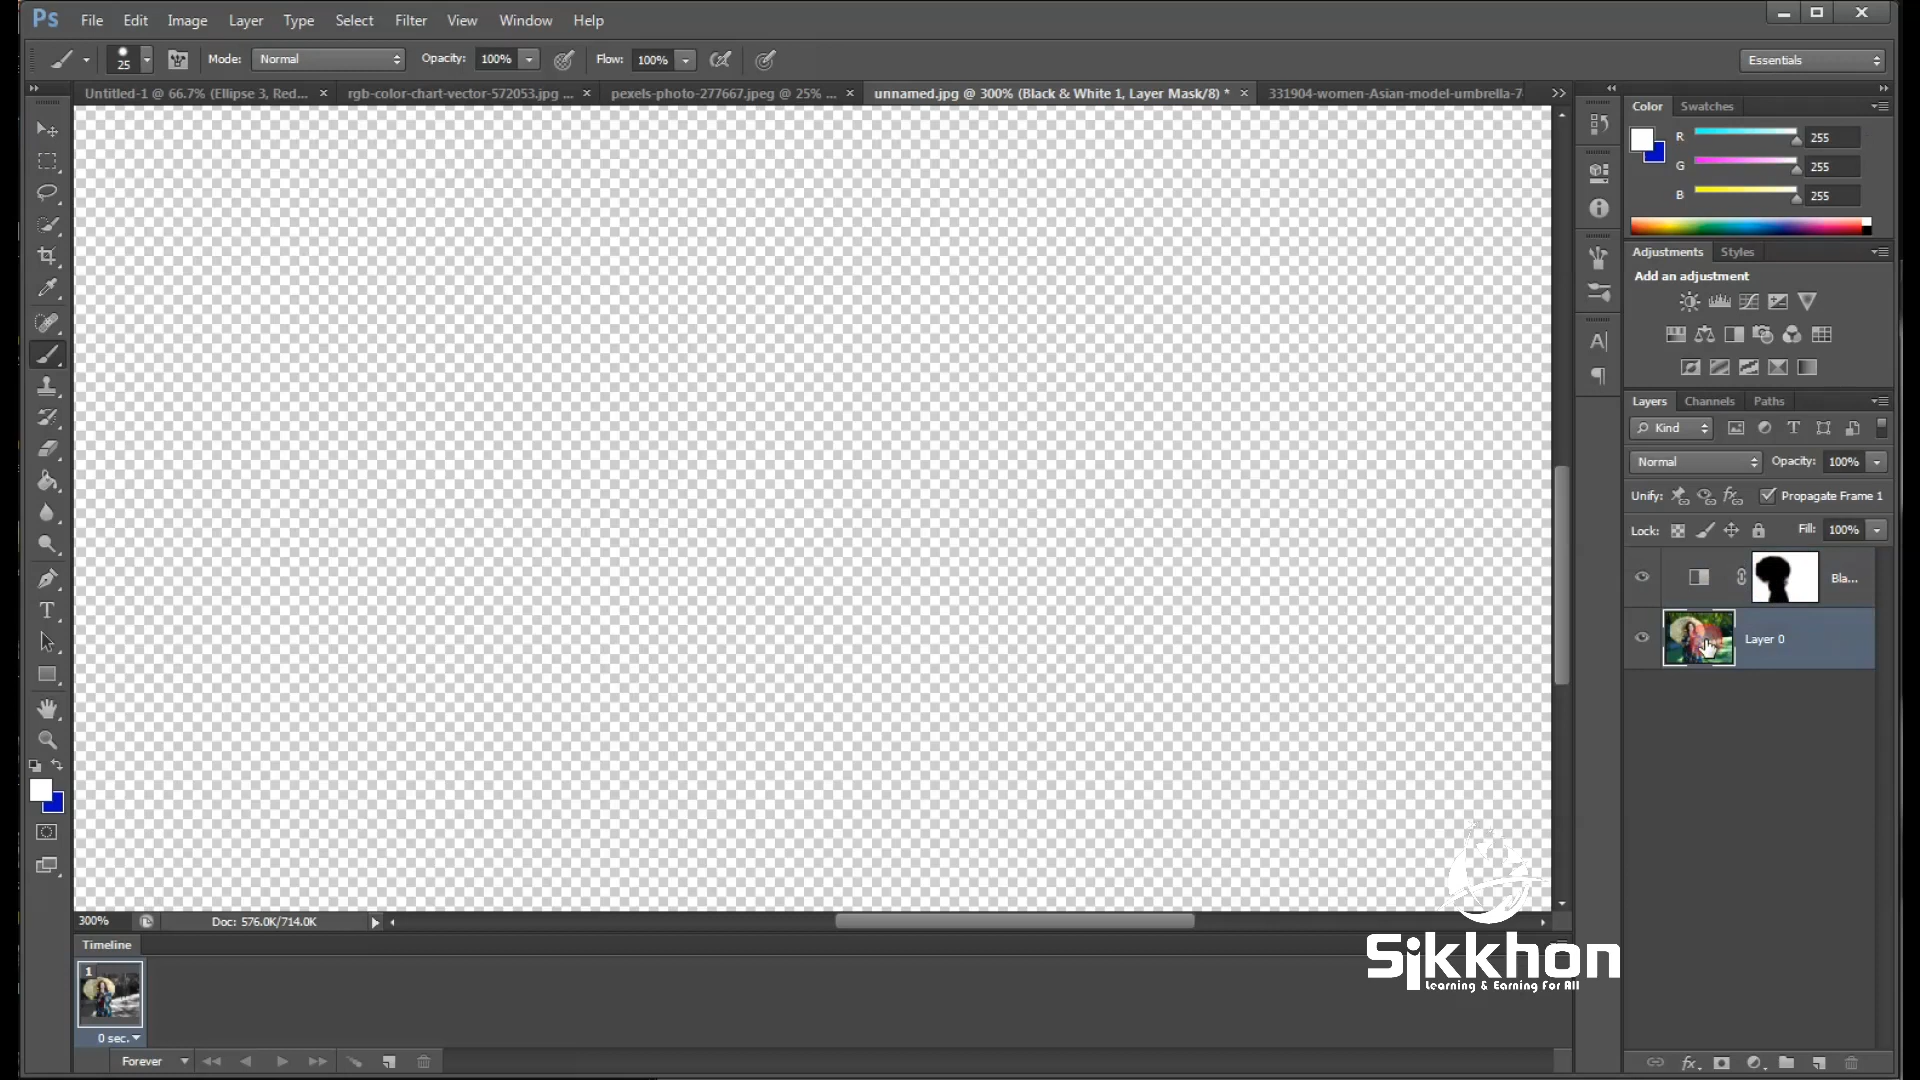 Ps File Edit Image Layer Type Select Filter View Window Help
25 Mode: Normal Opacity: 100% Flow: 100% Essentials
Untitled-1 @ 66.7% (Ellipse 3, Red... × rgb-color-chart-vector-572053.jpg ... × pexels-photo-277667.jpeg @ 25% ... × unnamed.jpg @ 300% (Black & White 1, Layer Mask/8) * × 331904-women-Asian-model-umbrella-7
Color Swatches
R 255
G 255
B 255
Adjustments Styles
Add an adjustment
Layers Channels Paths
Kind
Normal Opacity: 100%
Unify: Propagate Frame 1
Lock: Fill: 100%
Bla...
Layer 0
300% Doc: 576.0K/714.0K
Timeline
1
0 sec.
Forever
Sikkhon
Learning & Earning For All